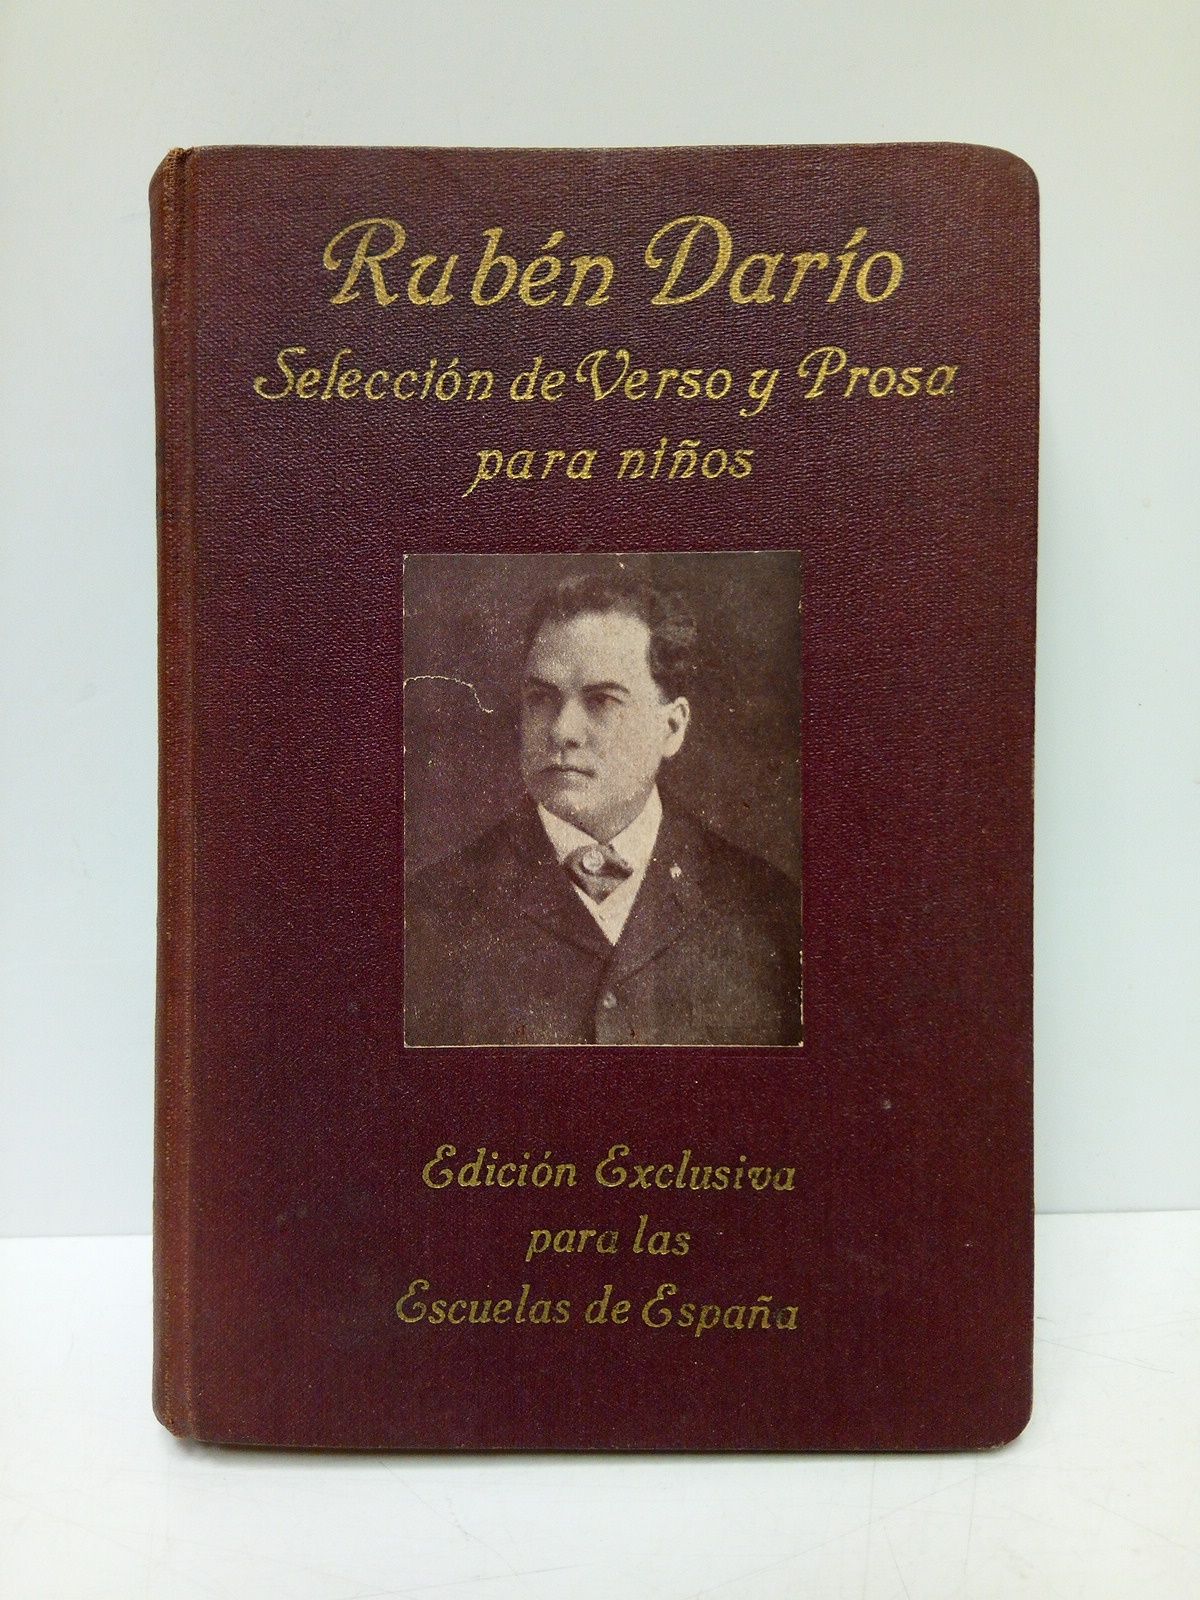 Rubén Darío
Selección de Verso y Prosa
para niños
Edición Exclusiva
para las
Escuelas de España